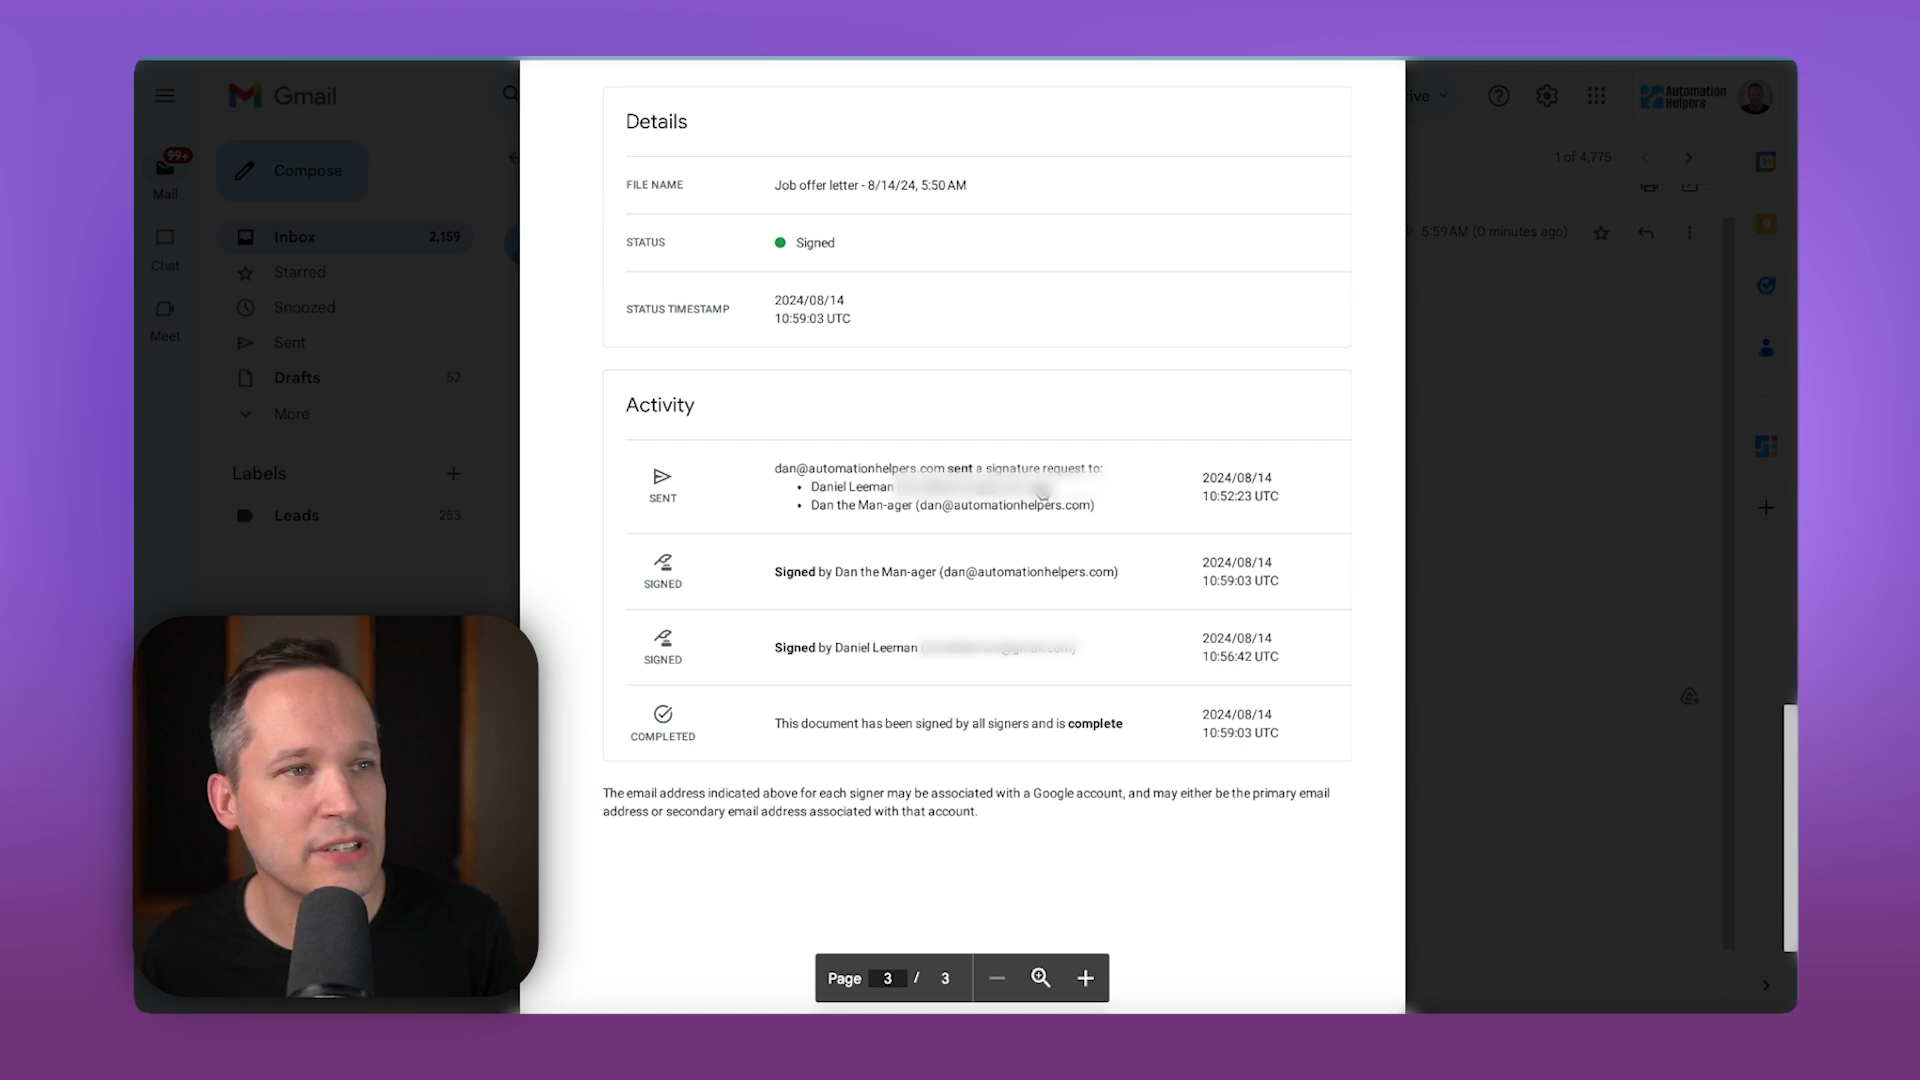 Gmail
99+
Mail
Compose
Chat
Meet
Inbox 2,159
Starred
Snoozed
Sent
Drafts 52
More
Labels
Leads 253
Details
FILE NAME Job offer letter - 8/14/24, 5:50 AM
STATUS Signed
STATUS TIMESTAMP 2024/08/14
10:59:03 UTC
Activity
SENT
dan@automationhelpers.com sent a signature request to:
• Daniel Leeman
• Dan the Man-ager (dan@automationhelpers.com)
2024/08/14
10:52:23 UTC
SIGNED
Signed by Dan the Man-ager (dan@automationhelpers.com)
2024/08/14
10:59:03 UTC
SIGNED
Signed by Daniel Leeman
2024/08/14
10:56:42 UTC
COMPLETED
This document has been signed by all signers and is complete
2024/08/14
10:59:03 UTC
The email address indicated above for each signer may be associated with a Google account, and may either be the primary email
address or secondary email address associated with that account.
Page 3 / 3
Automation
Helpers
1 of 4,775
5:59 AM (0 minutes ago)
31